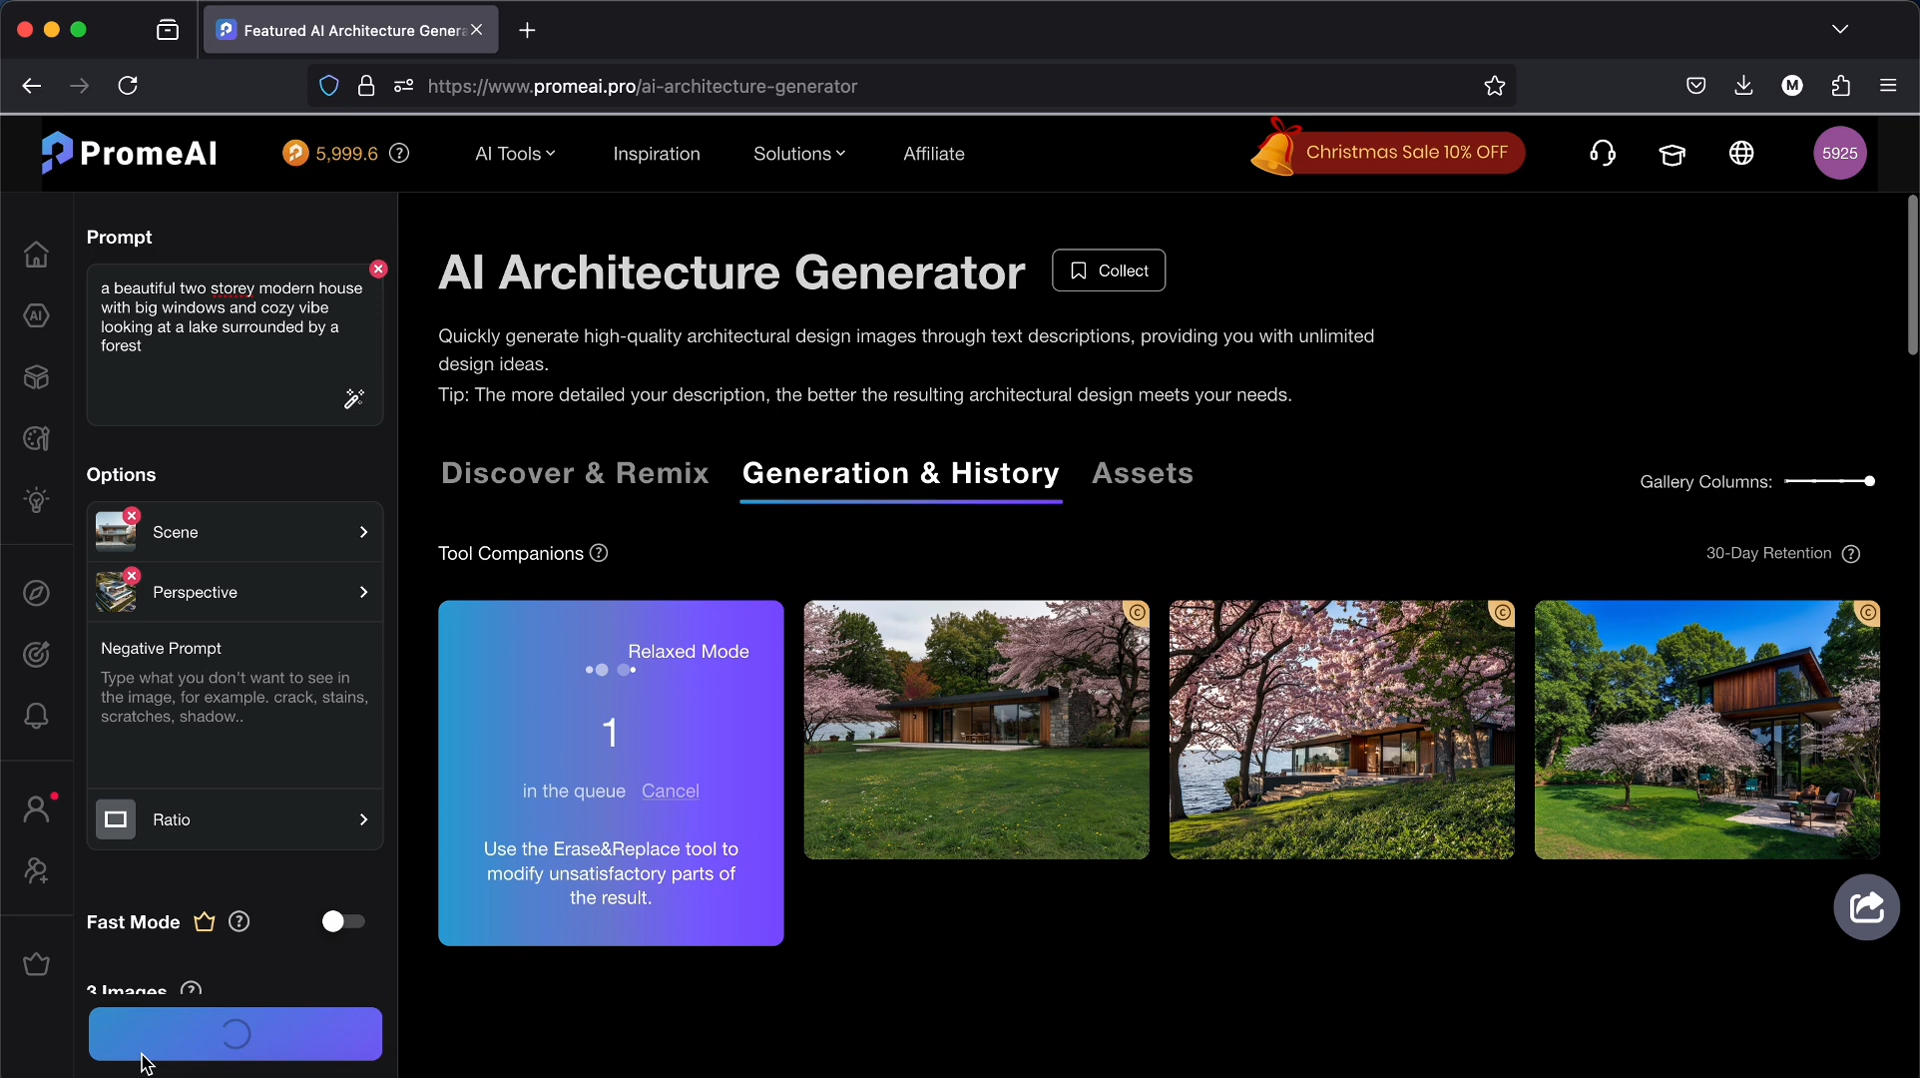 Featured AI Architecture Genera
https://www.promeai.pro/ai-architecture-generator
M
PromeAI
5,999.6
AI Tools
Inspiration
Solutions
Affiliate
Christmas Sale 10% OFF
5925
Prompt
a beautiful two storey modern house
with big windows and cozy vibe
looking at a lake surrounded by a
forest
Options
Scene
Perspective
Negative Prompt
Type what you don't want to see in
the image, for example. crack, stains,
scratches, shadow..
Ratio
Fast Mode
3 Images
AI
AI Architecture Generator
Collect
Quickly generate high-quality architectural design images through text descriptions, providing you with unlimited
design ideas.
Tip: The more detailed your description, the better the resulting architectural design meets your needs.
Discover & Remix
Generation & History
Assets
Gallery Columns:
Tool Companions
30-Day Retention
Relaxed Mode
1
in the queue Cancel
Use the Erase&Replace tool to
modify unsatisfactory parts of
the result.
C
C
C